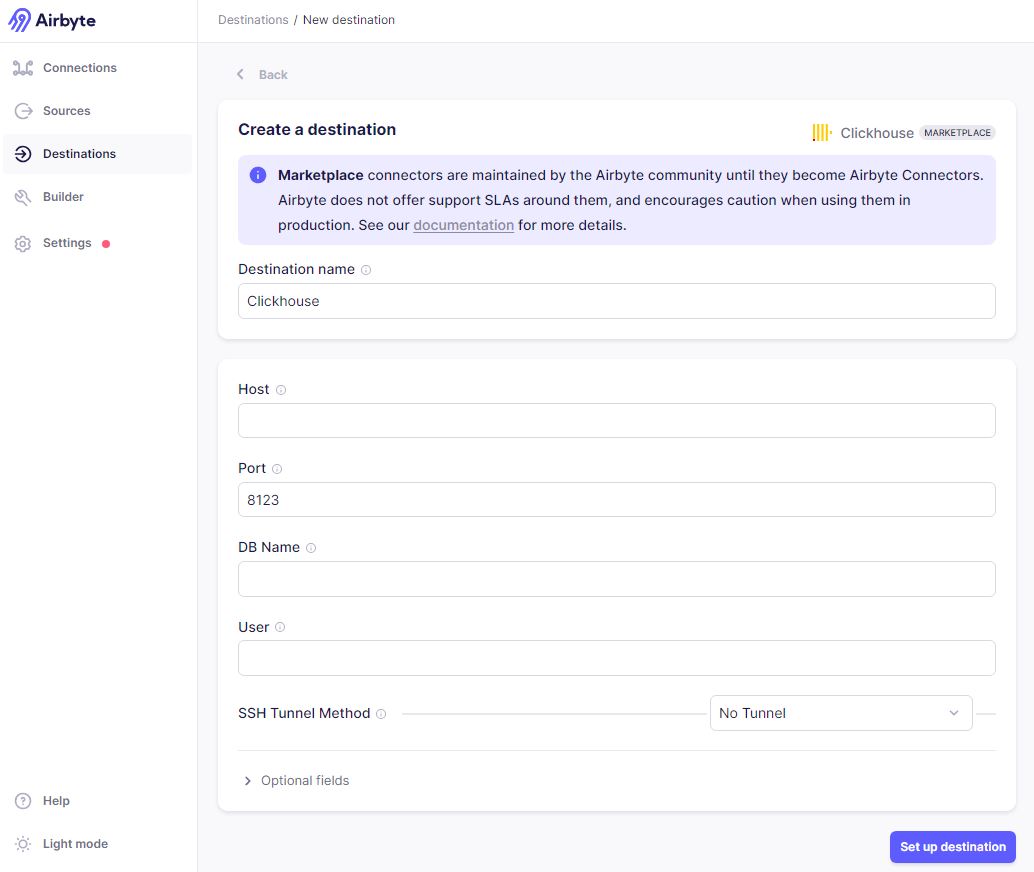 Airbyte
Destinations / New destination
Connections
Sources
Destinations
Builder
Settings
Help
Light mode
Back
Create a destination
Clickhouse MARKETPLACE
Marketplace connectors are maintained by the Airbyte community until they become Airbyte Connectors.
Airbyte does not offer support SLAs around them, and encourages caution when using them in
production. See our documentation for more details.
Destination name
Clickhouse
Host
Port
8123
DB Name
User
SSH Tunnel Method
No Tunnel
Optional fields
Set up destination